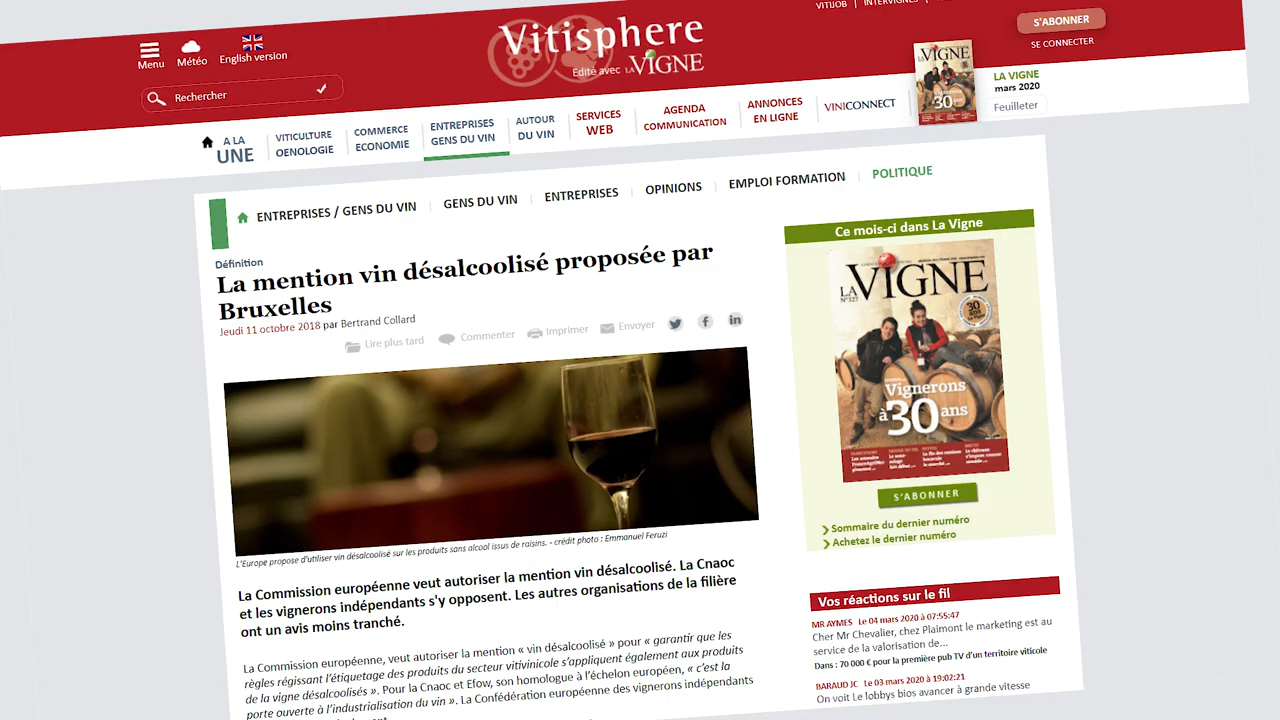 VITIJOB
INTERVIGNES
Menu
Météo
English version
Vitisphere
Edité avec LA VIGNE
S'ABONNER
SE CONNECTER
Rechercher
LA VIGNE
30
LA VIGNE
mars 2020
Feuilleter
A LA
UNE
VITICULTURE
OENOLOGIE
COMMERCE
ECONOMIE
ENTREPRISES
GENS DU VIN
AUTOUR
DU VIN
SERVICES
WEB
AGENDA
COMMUNICATION
ANNONCES
EN LIGNE
VINICONNECT
ENTREPRISES / GENS DU VIN
GENS DU VIN
ENTREPRISES
OPINIONS
EMPLOI FORMATION
POLITIQUE
Définition
La mention vin désalcoolisé proposée par
Bruxelles
Jeudi 11 octobre 2018 par Bertrand Collard
Lire plus tard
Commenter
Imprimer
Envoyer
L'Europe propose d'utiliser vin désalcoolisé sur les produits sans alcool issus de raisins. - crédit photo : Emmanuel Feruzi
La Commission européenne veut autoriser la mention vin désalcoolisé. La Cnaoc
et les vignerons indépendants s'y opposent. Les autres organisations de la filière
ont un avis moins tranché.
La Commission européenne, veut autoriser la mention « vin désalcoolisé » pour « garantir que les
règles régissant l'étiquetage des produits du secteur vitivinicole s'appliquent également aux produits
de la vigne désalcoolisés ». Pour la Cnaoc et Efow, son homologue à l'échelon européen, « c'est la
porte ouverte à l'industrialisation du vin ». La Confédération européenne des vignerons indépendants
Ce mois-ci dans La Vigne
LA VIGNE
N°327
30 ans
Vignerons
à 30 ans
S'ABONNER
Sommaire du dernier numéro
Achetez le dernier numéro
Vos réactions sur le fil
MR AYMES Le 04 mars 2020 à 07:55:47
Cher Mr Chevalier, chez Plaimont le marketing est au
service de la valorisation de...
Dans : 70 000 € pour la première pub TV d'un territoire viticole
BARAUD JC Le 03 mars 2020 à 19:02:21
On voit Le lobbys bios avancer à grande vitesse